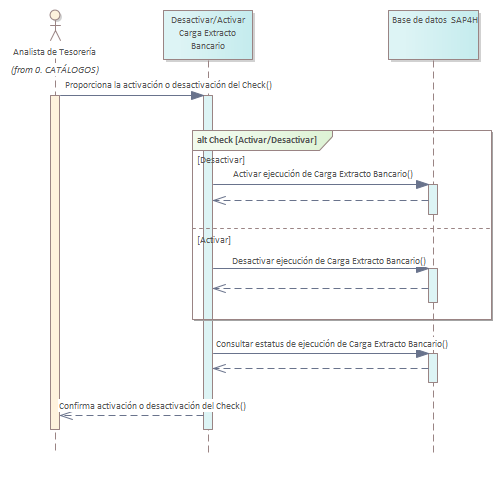 Desactivar/Activar
Carga Extracto
Bancario
Base de datos SAP4H
Analista de Tesorería
(from 0. CATÁLOGOS)
Proporciona la activación o desactivación del Check()
alt Check [Activar/Desactivar]
[Desactivar]
Activar ejecución de Carga Extracto Bancario()
[Activar]
Desactivar ejecución de Carga Extracto Bancario()
Consultar estatus de ejecución de Carga Extracto Bancario()
Confirma activación o desactivación del Check()